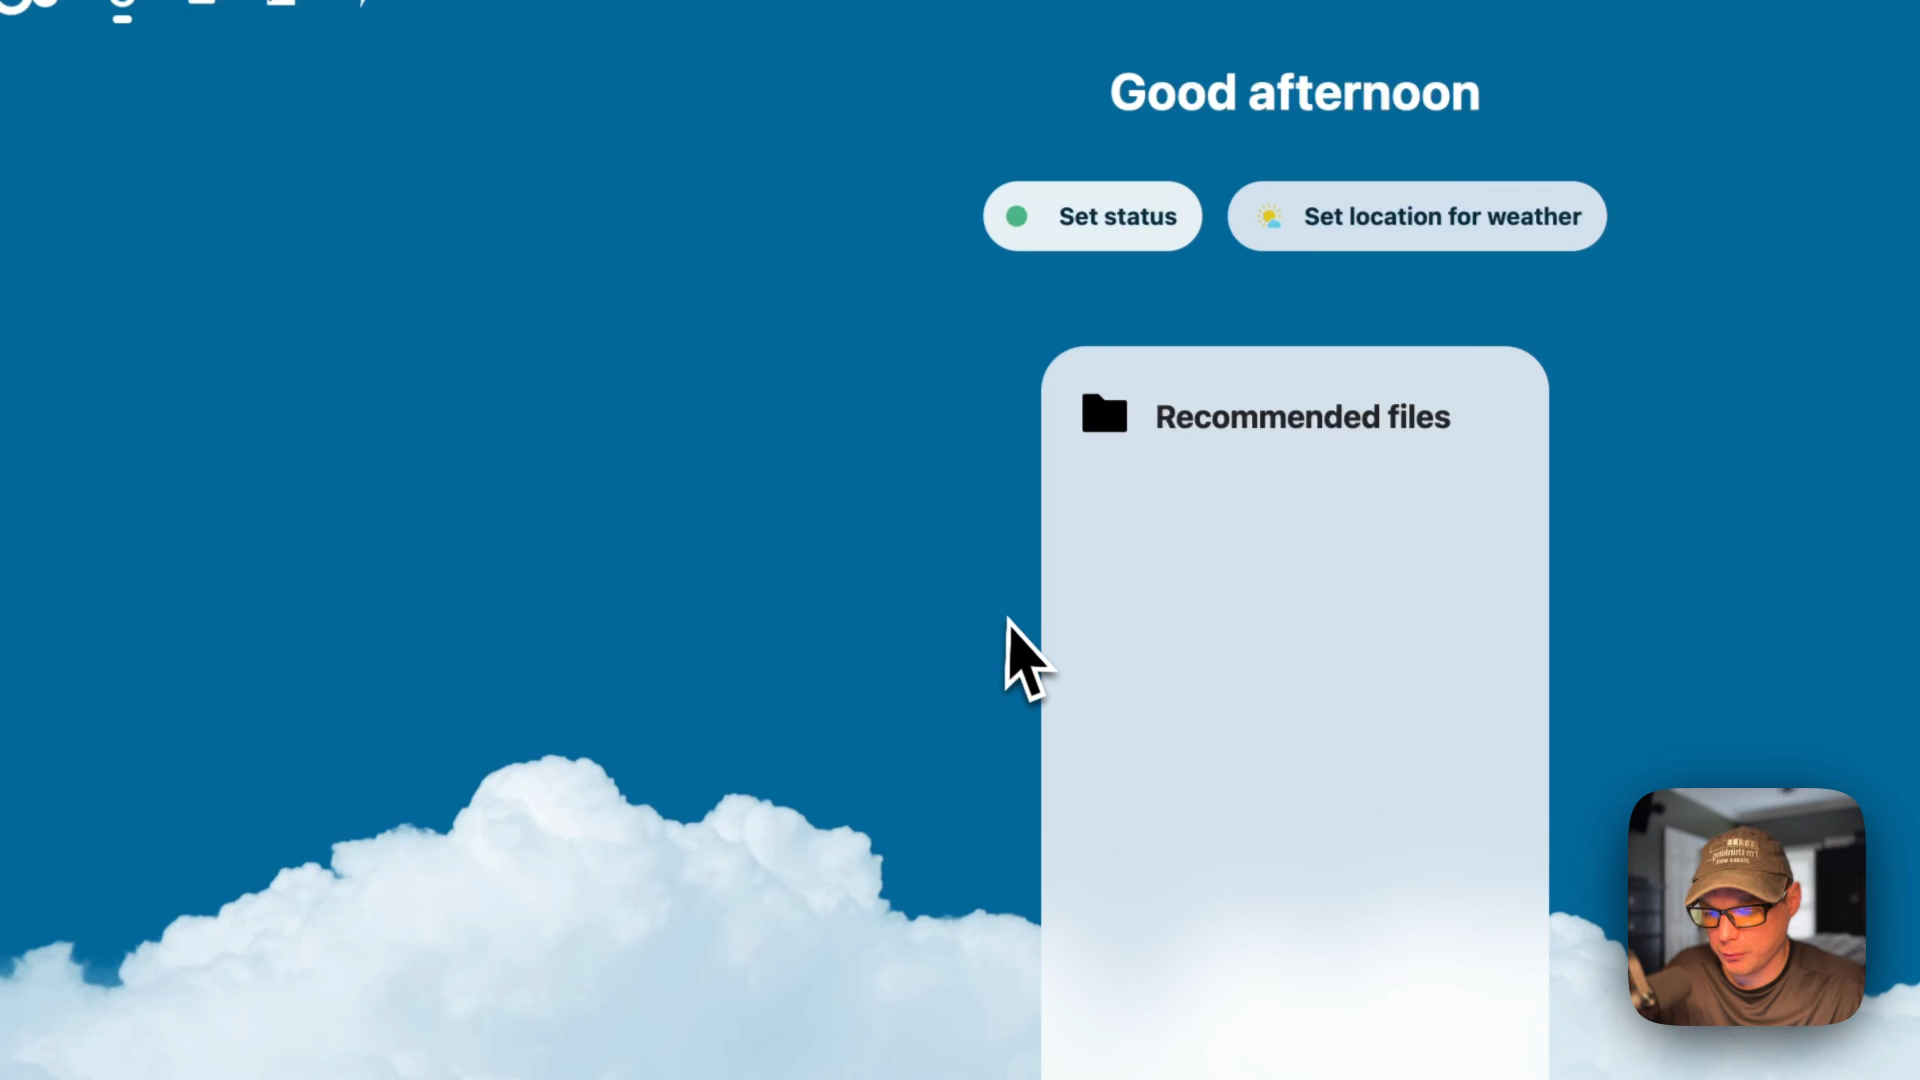 Good afternoon
Set status
Set location for weather
Recommended files